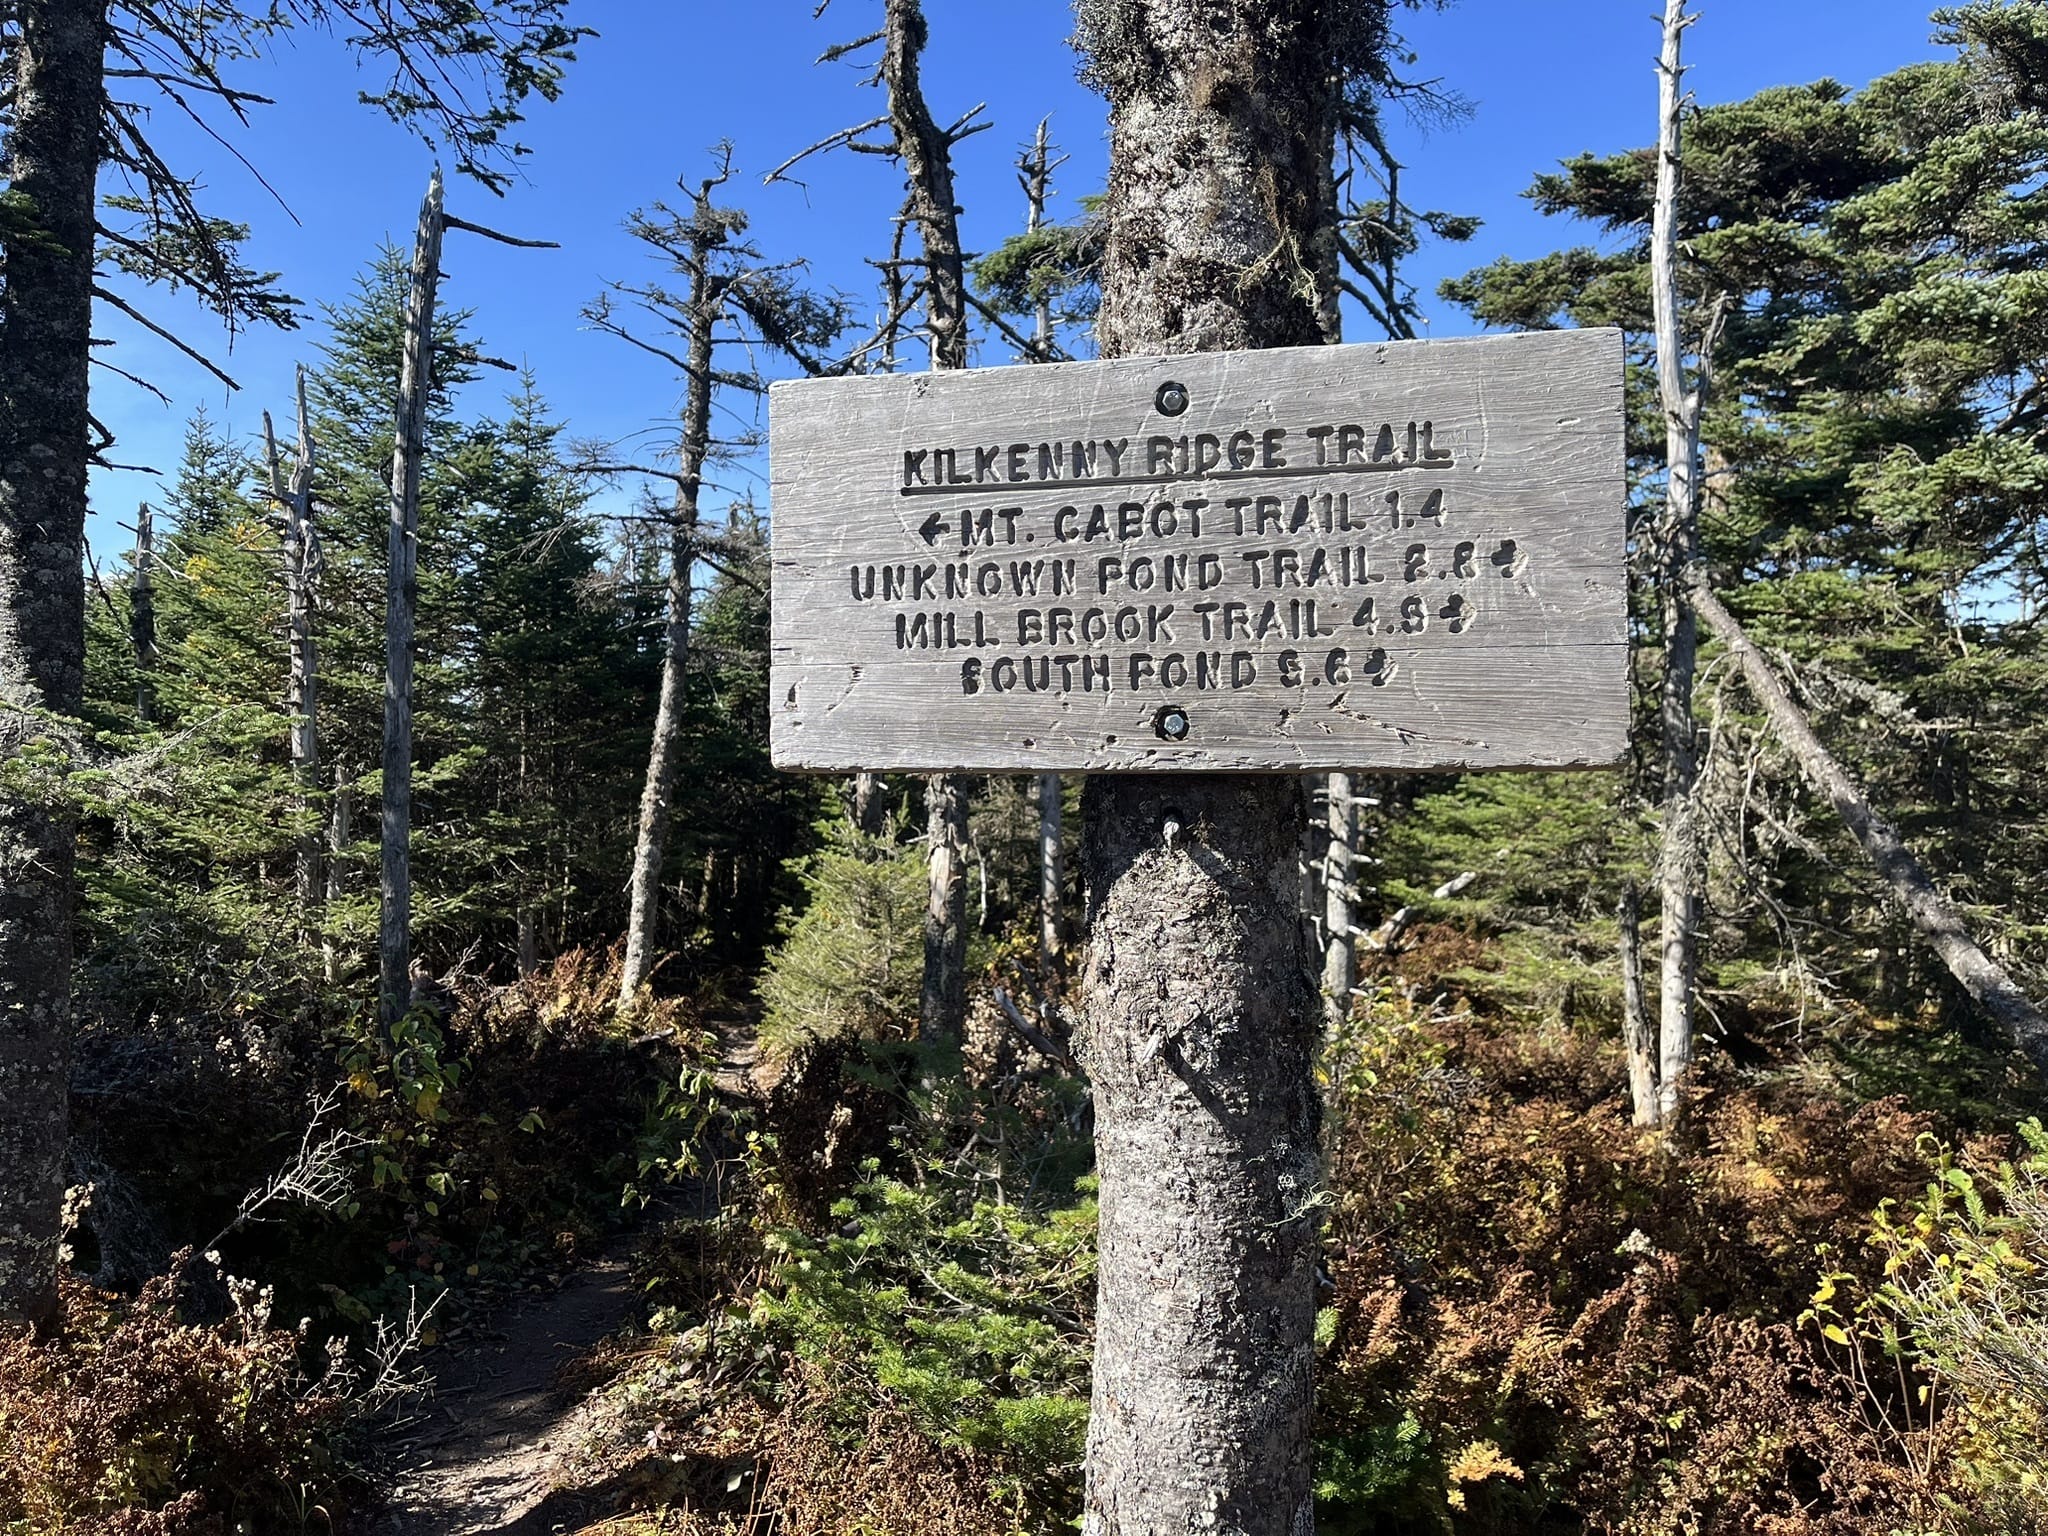 KILKENNY RIDGE TRAIL
← MT. CABOT TRAIL 1.4
UNKNOWN POND TRAIL 2.8 →
MILL BROOK TRAIL 4.9 →
SOUTH POND 9.6 →